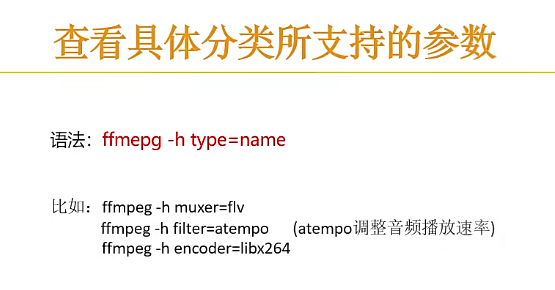 查看具体分类所支持的参数
语法：ffmepg -h type=name
比如：ffmpeg -h muxer=flv
ffmpeg -h filter=atempo (atempo调整音频播放速率)
ffmpeg -h encoder=libx264